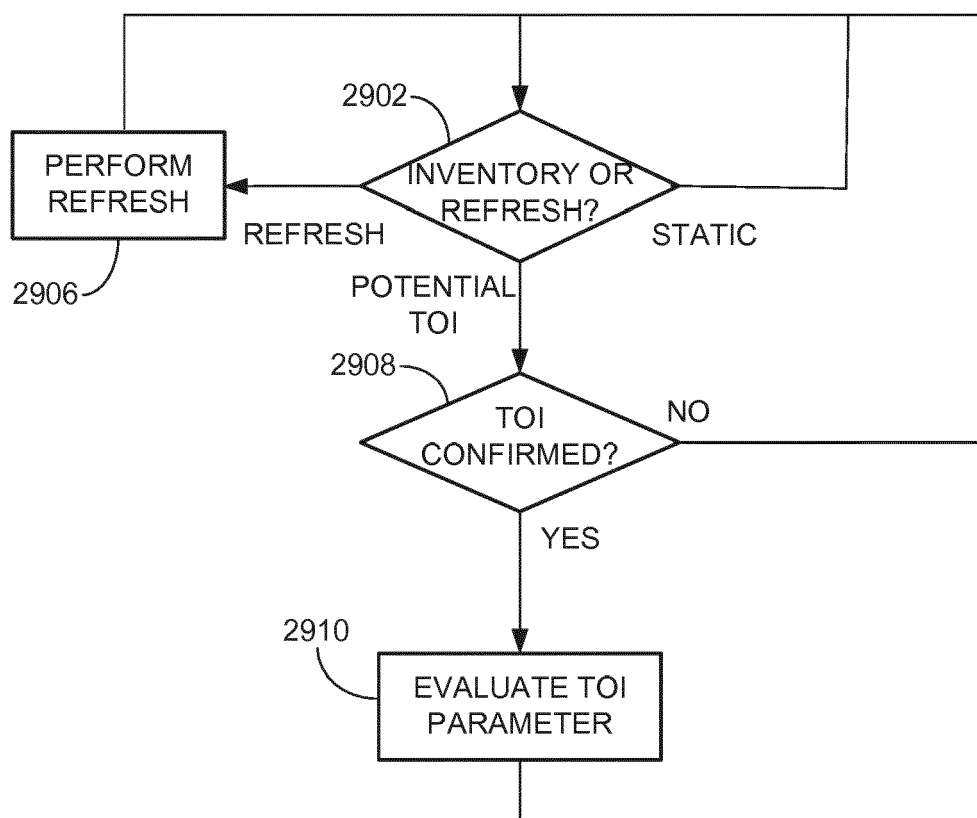 2902
INVENTORY OR
REFRESH?
PERFORM
REFRESH
REFRESH
STATIC
2906
POTENTIAL
TOI
2908
TOI
CONFIRMED?
NO
YES
2910
EVALUATE TOI
PARAMETER